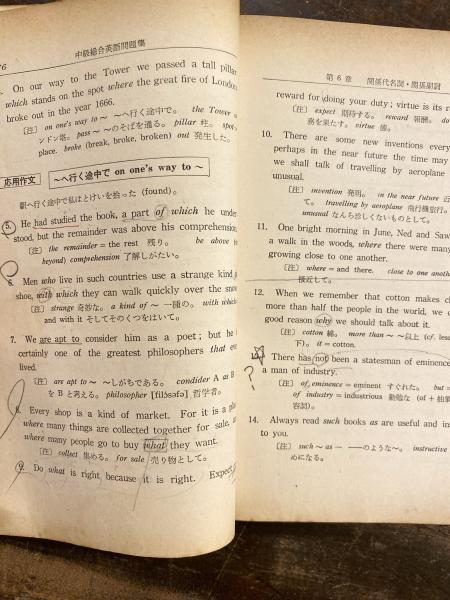 76 中級総合英語問題集
On our way to the Tower we passed a tall pillar
which stands on the spot where the great fire of London
broke out in the year 1666.
〔注〕 on one's way to ~ ~へ行く途中で。 the Tower
ンドン塔。 pass ~ ~のそばを通る。 pillar 柱。 spot
place. broke (break, broke, broken) out 発生した。
応用作文 ~へ行く途中で on one's way to ~
駅へ行く途中で私はとけいを拾った (found)。
5. He had studied the book, a part of which he under
stood, but the remainder was above his comprehension
〔注〕 the remainder = the rest 残り。 be above
beyond) comprehension 了解しがたい。
6. Men who live in such countries use a strange kind
shoe, with which they can walk quickly over the snow
〔注〕 strange 奇妙な。 a kind of ~ 一種の。 with which
and with it そしてそのくつをはいて。
7. We are apt to consider him as a poet; but he
certainly one of the greatest philosophers that ever
lived.
〔注〕 are apt to ~ ~しがちである。 condider A as B
を B と考える。 philosopher [filɔ́səfə] 哲学者。
8. Every shop is a kind of market. For it is a
where many things are collected together for sale,
where many people go to buy what they want.
〔注〕 collect 集める。 for sale 売り物として。
9. Do what is right because it is right. Expect
第 6 章 関係代名詞・関係副詞
reward for doing your duty; virtue is its
〔注〕 expect 期待する。 reward 報酬。 do
務を果たす。 virtue 徳。
10. There are some new inventions every
perhaps in the near future the time may
we shall talk of travelling by aeroplane
unusual.
〔注〕 invention 発明。 in the near future 近
て。 travelling by aeroplane 飛行機旅行。
unusual なんら珍しくないものとして。
11. One bright morning in June, Ned and Saw
a walk in the woods, where there were many
growing close to one another.
〔注〕 where = and there. close to one another
接近して。
12. When we remember that cotton makes
more than half the people in the world, we
good reason why we should talk about it.
〔注〕 cotton 綿。 more than ~ ~以上 (cf. less
下)。 it = cotton.
There has not been a statesman of eminence
a man of industry.
〔注〕 of eminence = eminent すぐれた。 but =
of industry = industrious 勤勉な (of + 抽象
容詞)。
14. Always read such books as are useful and
to you.
〔注〕 such ~ as ― ―のような~。 instructive
めになる。